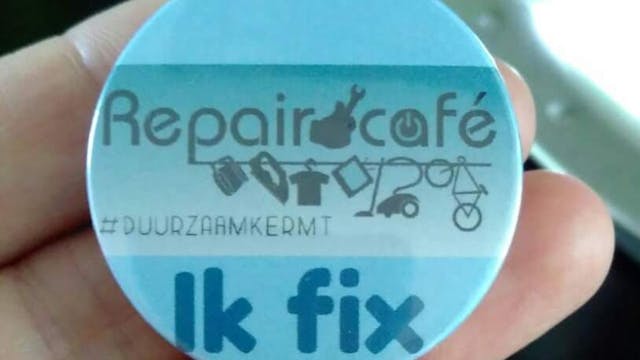 Repair café
#DUURZAAMKERMT
Ik fix